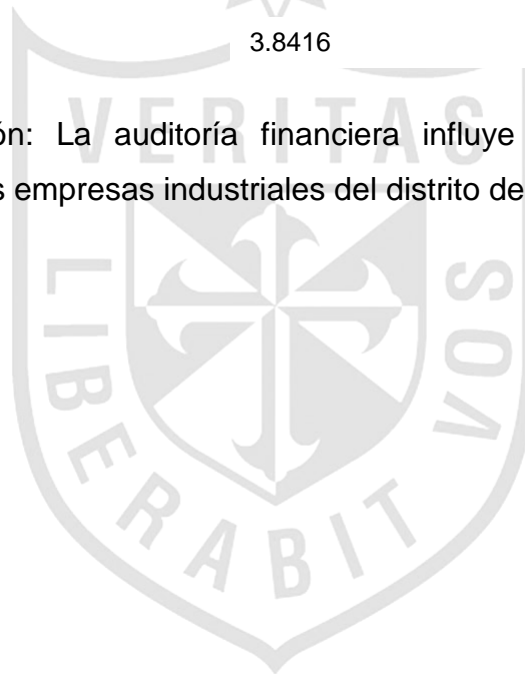 3.8416
ón: La auditoría financiera influye
s empresas industriales del distrito de
VERITAS
LIBERABIT
VOS